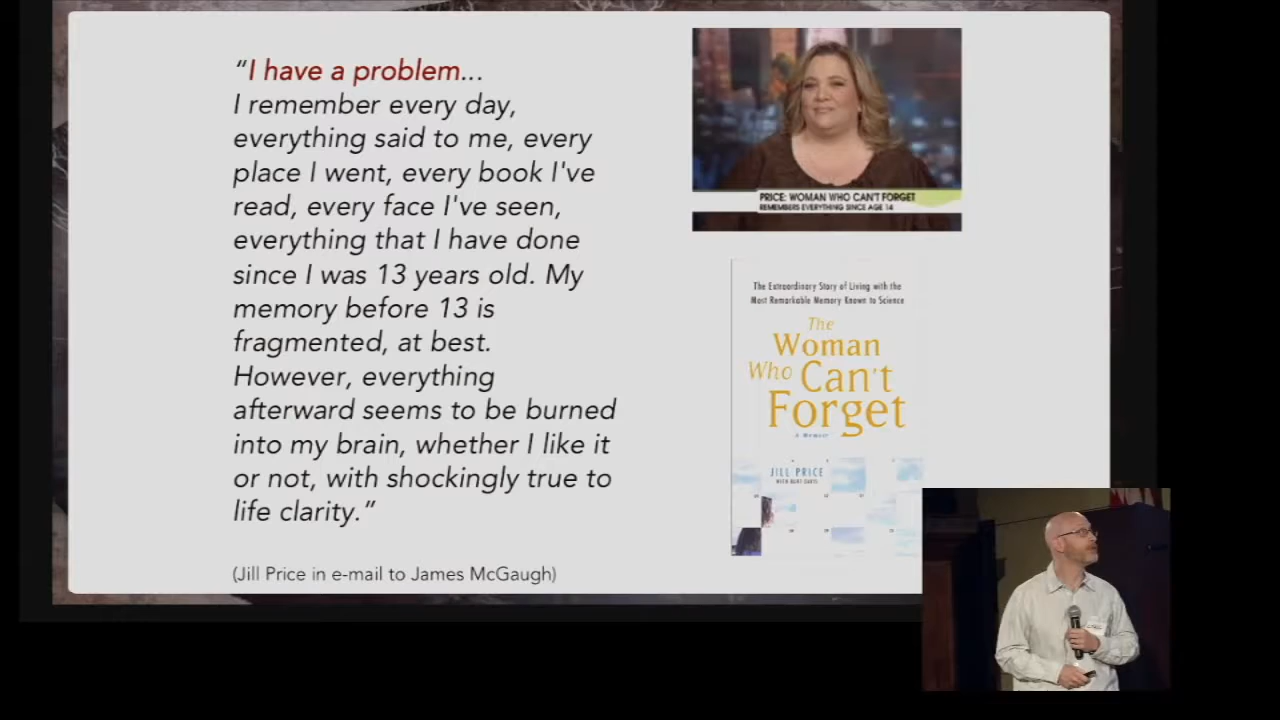 “I have a problem...
I remember every day,
everything said to me, every
place I went, every book I've
read, every face I've seen,
everything that I have done
since I was 13 years old. My
memory before 13 is
fragmented, at best.
However, everything
afterward seems to be burned
into my brain, whether I like it
or not, with shockingly true to
life clarity.”
(Jill Price in e-mail to James McGaugh)
PRICE: WOMAN WHO CAN'T FORGET
REMEMBERS EVERYTHING SINCE AGE 14
The Extraordinary Story of Living with the
Most Remarkable Memory Known to Science
The
Woman
Who Can't
Forget
A Memoir
JILL PRICE
WITH BART DAVIS